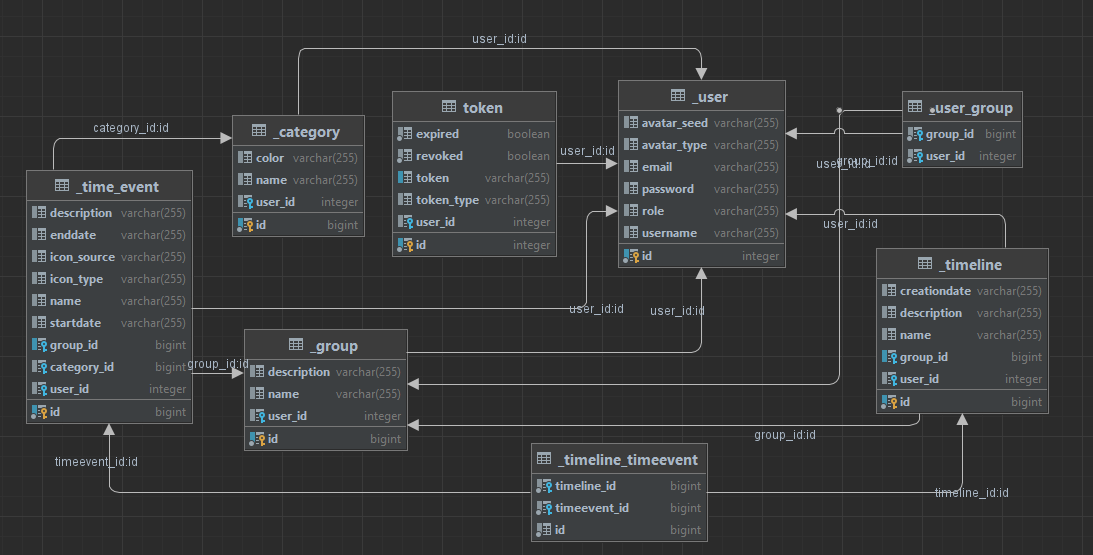 user_id:id
category_id:id
_category
color varchar(255)
name varchar(255)
user_id integer
id bigint
token
expired boolean
revoked boolean
token varchar(255)
token_type varchar(255)
user_id integer
id integer
user_id:id
_user
avatar_seed varchar(255)
avatar_type varchar(255)
email varchar(255)
password varchar(255)
role varchar(255)
username varchar(255)
id integer
_user_group
group_id bigint
user_id integer
user_id:id
group_id:id
user_id:id
_time_event
description varchar(255)
enddate varchar(255)
icon_source varchar(255)
icon_type varchar(255)
name varchar(255)
startdate varchar(255)
group_id bigint
category_id bigint
user_id integer
id bigint
user_id:id
user_id:id
group_id:id
_group
description varchar(255)
name varchar(255)
user_id integer
id bigint
_timeline
creationdate varchar(255)
description varchar(255)
name varchar(255)
group_id bigint
user_id integer
id bigint
group_id:id
timeevent_id:id
_timeline_timeevent
timeline_id bigint
timeevent_id bigint
id bigint
timeline_id:id